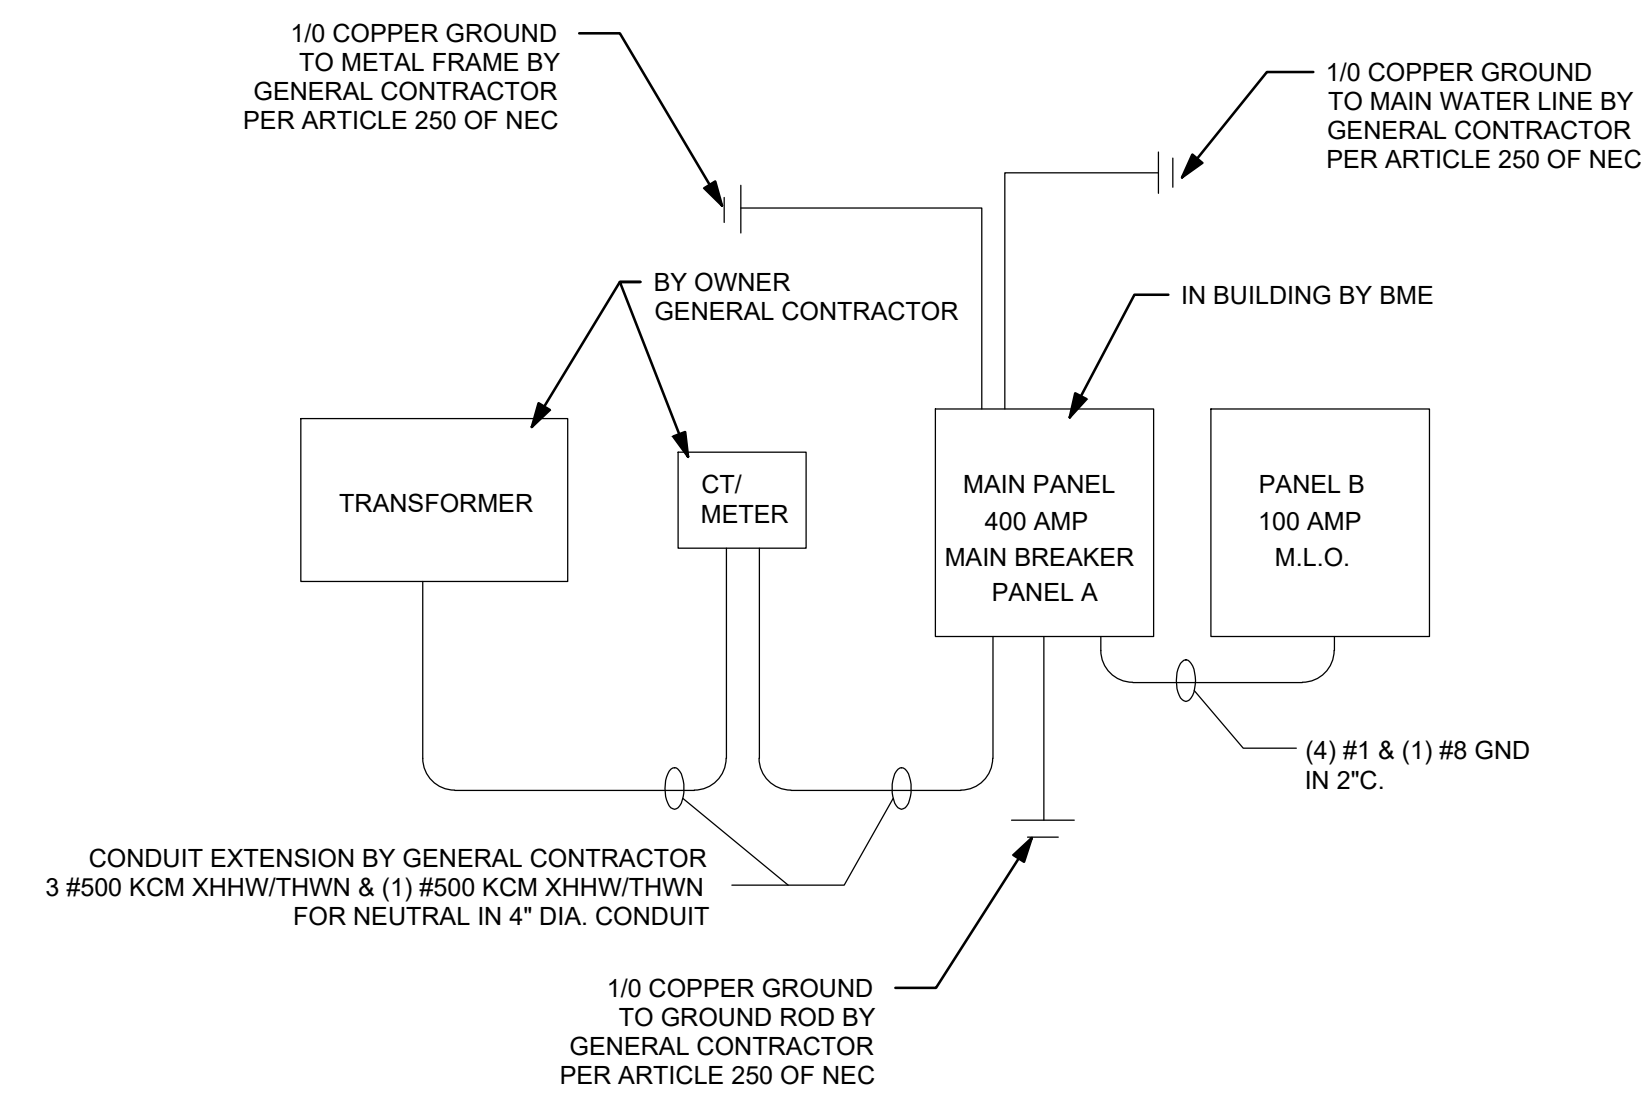 1/0 COPPER GROUND
TO METAL FRAME BY
GENERAL CONTRACTOR
PER ARTICLE 250 OF NEC
1/0 COPPER GROUND
TO MAIN WATER LINE BY
GENERAL CONTRACTOR
PER ARTICLE 250 OF NEC
BY OWNER
GENERAL CONTRACTOR
IN BUILDING BY BME
TRANSFORMER
CT/
METER
MAIN PANEL
400 AMP
MAIN BREAKER
PANEL A
PANEL B
100 AMP
M.L.O.
(4) #1 & (1) #8 GND
IN 2"C.
CONDUIT EXTENSION BY GENERAL CONTRACTOR
3 #500 KCM XHHW/THWN & (1) #500 KCM XHHW/THWN
FOR NEUTRAL IN 4" DIA. CONDUIT
1/0 COPPER GROUND
TO GROUND ROD BY
GENERAL CONTRACTOR
PER ARTICLE 250 OF NEC